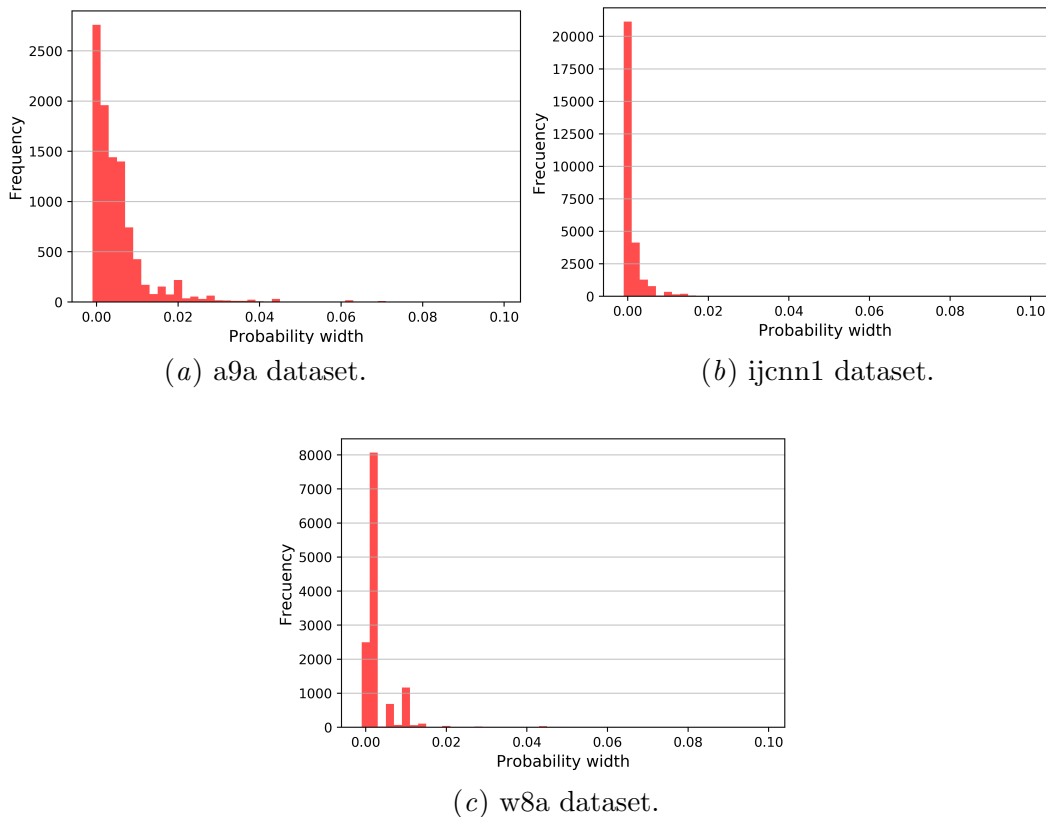 2500
2000
1500
1000
500
0
Frequency
0.00 0.02 0.04 0.06 0.08 0.10
Probability width
(a) a9a dataset.
20000
17500
15000
12500
10000
7500
5000
2500
0
Frecuency
0.00 0.02 0.04 0.06 0.08 0.10
Probability width
(b) ijcnn1 dataset.
8000
7000
6000
5000
4000
3000
2000
1000
0
Frecuency
0.00 0.02 0.04 0.06 0.08 0.10
Probability width
(c) w8a dataset.